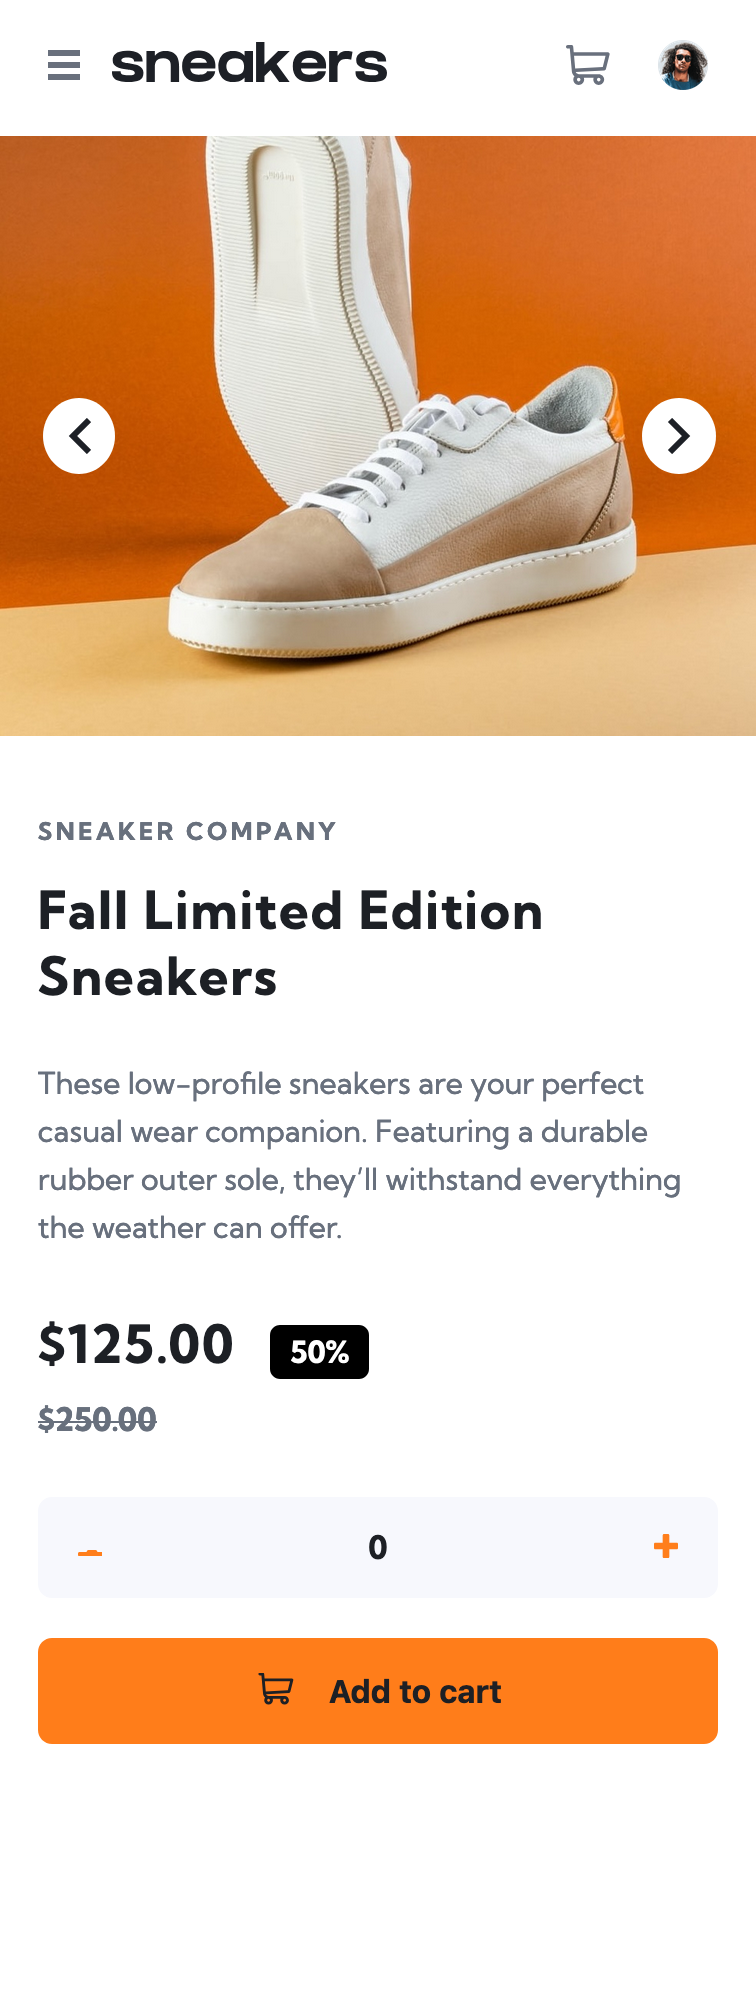 sneakers
SNEAKER COMPANY
Fall Limited Edition
Sneakers
These low-profile sneakers are your perfect
casual wear companion. Featuring a durable
rubber outer sole, they’ll withstand everything
the weather can offer.
$125.00 50%
$250.00
0
Add to cart